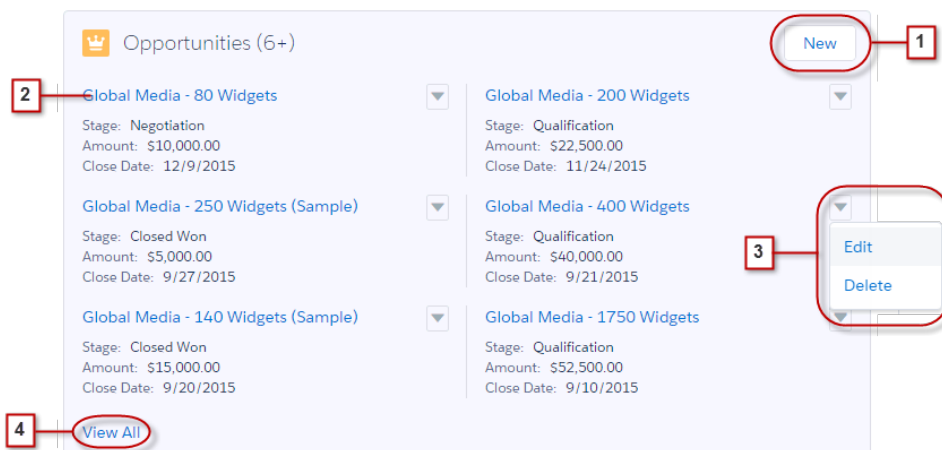 Opportunities (6+)
New
1
2
Global Media - 80 Widgets
Stage: Negotiation
Amount: $10,000.00
Close Date: 12/9/2015
Global Media - 200 Widgets
Stage: Qualification
Amount: $22,500.00
Close Date: 11/24/2015
Global Media - 250 Widgets (Sample)
Stage: Closed Won
Amount: $5,000.00
Close Date: 9/27/2015
Global Media - 400 Widgets
Stage: Qualification
Amount: $40,000.00
Close Date: 9/21/2015
3
Edit
Delete
Global Media - 140 Widgets (Sample)
Stage: Closed Won
Amount: $15,000.00
Close Date: 9/20/2015
Global Media - 1750 Widgets
Stage: Qualification
Amount: $52,500.00
Close Date: 9/10/2015
4
View All